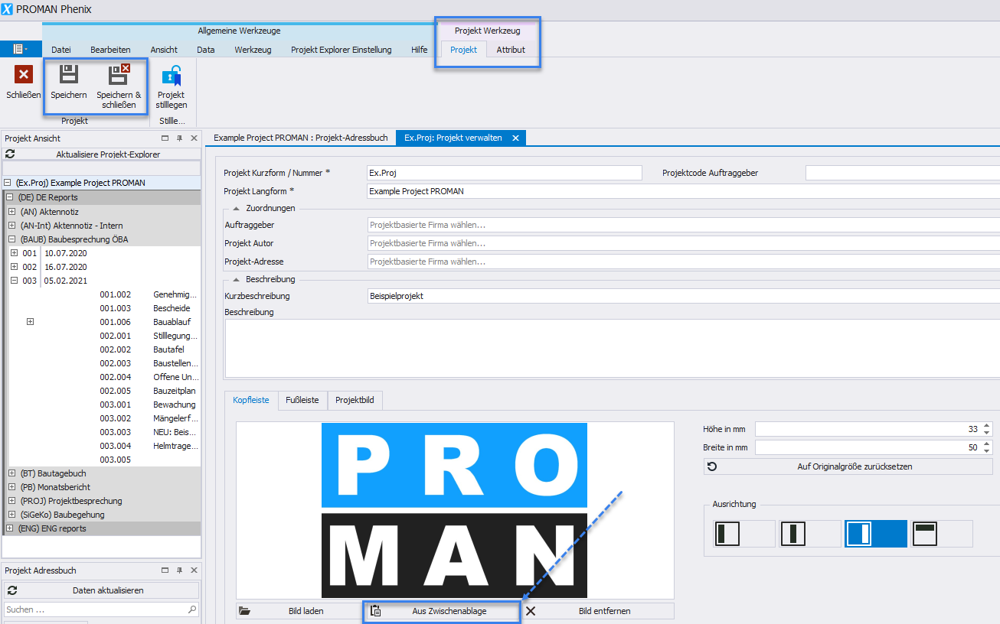 PROMAN Phenix
Allgemeine Werkzeuge
Projekt Werkzeug
Datei Bearbeiten Ansicht Data Werkzeug Projekt Explorer Einstellung Hilfe Projekt Attribut
Schließen Speichern Speichern & schließen Projekt stilllegen
Projekt Stillle...
Projekt Ansicht
Aktualisiere Projekt-Explorer
(Ex.Proj) Example Project PROMAN
(DE) DE Reports
(AN) Aktennotiz
(AN-Int) Aktennotiz - Intern
(BAUB) Baubesprechung ÖBA
001 10.07.2020
002 16.07.2020
003 05.02.2021
001.002 Genehmig...
001.003 Bescheide
001.006 Bauablauf
002.001 Stilllegung...
002.002 Bautafel
002.003 Baustellen...
002.004 Offene Un...
002.005 Bauzeitplan
003.001 Bewachung
003.002 Mängelerf...
003.003 NEU: Beis...
003.004 Helmtrage...
003.005
(BT) Bautagebuch
(PB) Monatsbericht
(PROJ) Projektbesprechung
(SiGeKo) Baubegehung
(ENG) ENG reports
Projekt Adressbuch
Daten aktualisieren
Suchen ...
Example Project PROMAN : Projekt-Adressbuch Ex.Proj: Projekt verwalten
Projekt Kurzform / Nummer * Ex.Proj Projektcode Auftraggeber
Projekt Langform * Example Project PROMAN
Zuordnungen
Auftraggeber Projektbasierte Firma wählen...
Projekt Autor Projektbasierte Firma wählen...
Projekt-Adresse Projektbasierte Firma wählen...
Beschreibung
Kurzbeschreibung Beispielprojekt
Beschreibung
Kopfleiste Fußleiste Projektbild
PRO
MAN
Höhe in mm 33
Breite in mm 50
Auf Originalgröße zurücksetzen
Ausrichtung
Bild laden Aus Zwischenablage Bild entfernen